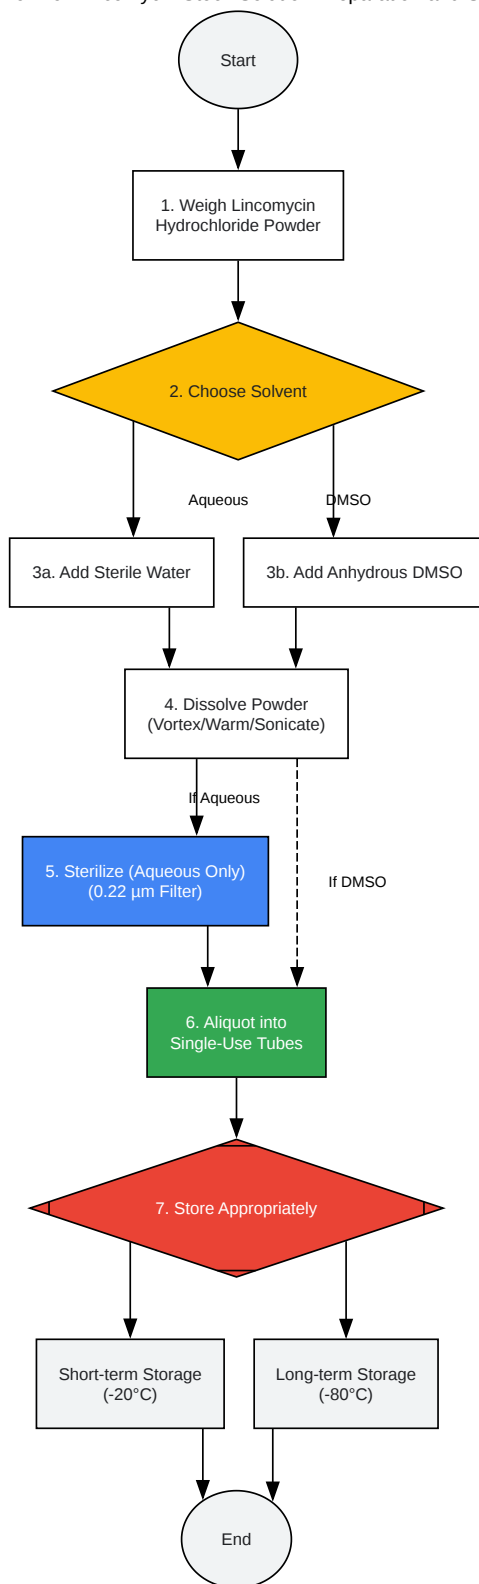 Start
1. Weigh Lincomycin
Hydrochloride Powder
2. Choose Solvent
Aqueous
DMSO
3a. Add Sterile Water
3b. Add Anhydrous DMSO
4. Dissolve Powder
(Vortex/Warm/Sonicate)
If Aqueous
5. Sterilize (Aqueous Only)
(0.22 µm Filter)
If DMSO
6. Aliquot into
Single-Use Tubes
7. Store Appropriately
Short-term Storage
(-20°C)
Long-term Storage
(-80°C)
End